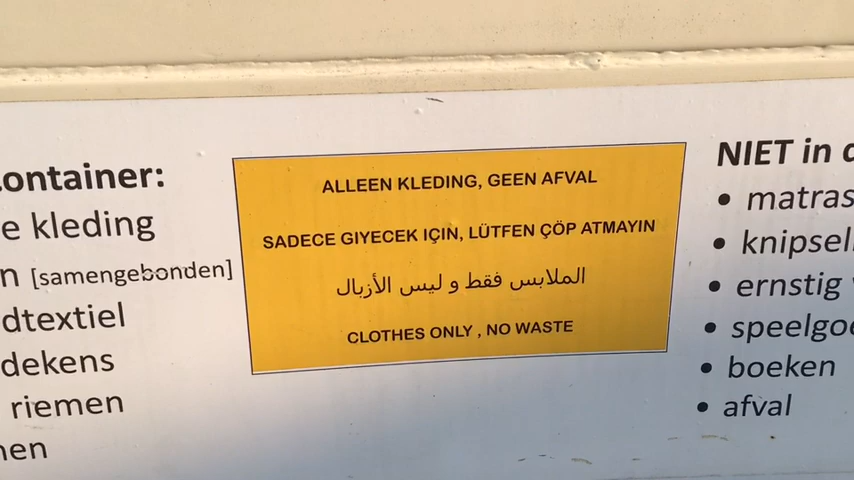 container:
e kleding
n [samengebonden]
dtextiel
dekens
riemen
nen
ALLEEN KLEDING, GEEN AFVAL
SADECE GIYECEK IÇIN, LÜTFEN ÇÖP ATMAYIN
الملابس فقط و ليس الأزبال
CLOTHES ONLY , NO WASTE
NIET in d
• matras
• knipsel
• ernstig
• speelgo
• boeken
• afval